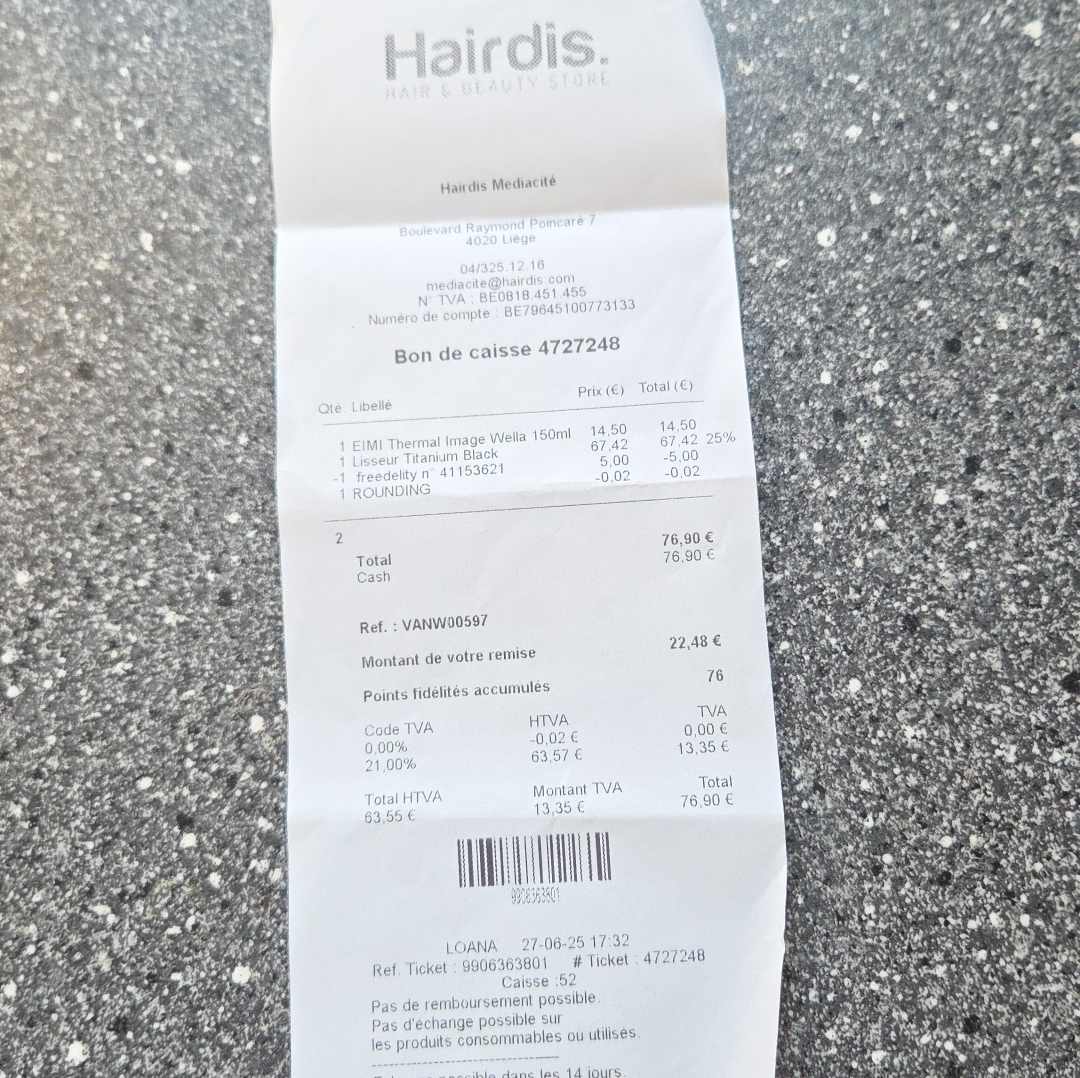 Hairdis.
HAIR & BEAUTY STORE
Hairdis Mediacité
Boulevard Raymond Poincaré 7
4020 Liège
04/325.12.16
mediacite@hairdis.com
N° TVA : BE0818.451.455
Numéro de compte : BE79645100773133
Bon de caisse 4727248
Qté. Libellé Prix (€) Total (€)
1 EIMI Thermal Image Wella 150ml 14,50 14,50
1 Lisseur Titanium Black 67,42 67,42 25%
-1 freedelity n° 41153621 5,00 -5,00
1 ROUNDING -0,02 -0,02
2
Total 76,90 €
Cash 76,90 €
Ref. : VANW00597
Montant de votre remise 22,48 €
Points fidélités accumulés 76
Code TVA HTVA TVA
0,00% -0,02 € 0,00 €
21,00% 63,57 € 13,35 €
Total HTVA Montant TVA Total
63,55 € 13,35 € 76,90 €
9906363801
LOANA 27-06-25 17:32
Ref. Ticket : 9906363801 # Ticket : 4727248
Caisse :52
Pas de remboursement possible.
Pas d'échange possible sur
les produits consommables ou utilisés.
dans les 14 jours.